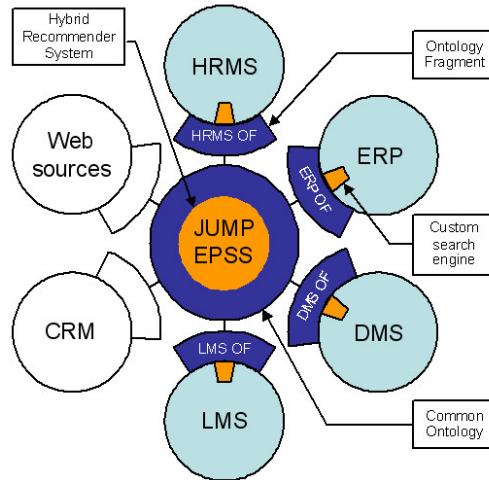 Hybrid
Recommender
System
HRMS
Ontology
Fragment
HRMS OF
Web
sources
ERP
ERP OF
JUMP
EPSS
Custom
search
engine
CRM
DMS OF
DMS
LMS OF
LMS
Common
Ontology